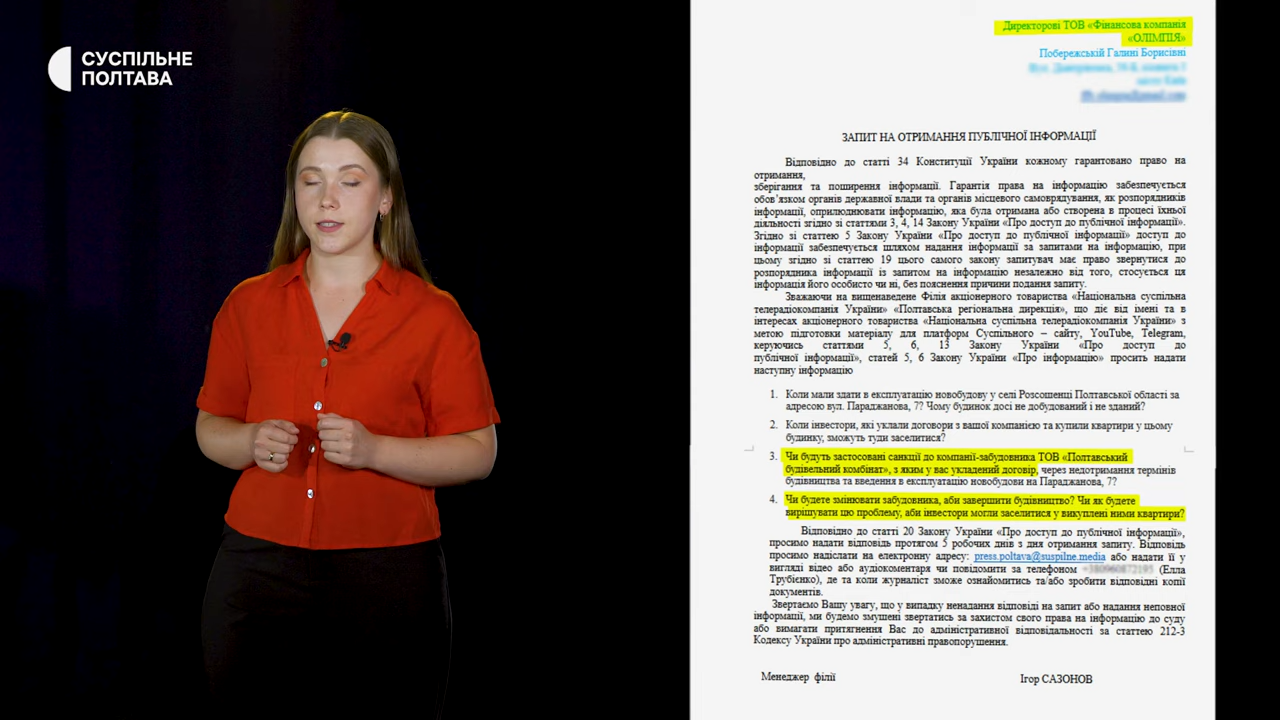 СУСПІЛЬНЕ
ПОЛТАВА
Директорові ТОВ «Фінансова компанія
«ОЛІМПІЯ»
Побережській Галині Борисівні
ЗАПИТ НА ОТРИМАННЯ ПУБЛІЧНОЇ ІНФОРМАЦІЇ
Відповідно до статті 34 Конституції України кожному гарантовано право на
отримання,
зберігання та поширення інформації. Гарантія права на інформацію забезпечується
обов’язком органів державної влади та органів місцевого самоврядування, як розпорядників
інформації, оприлюднювати інформацію, яка була отримана або створена в процесі їхньої
діяльності згідно зі статтями 3, 4, 14 Закону України «Про доступ до публічної інформації».
Згідно зі статтею 5 Закону України «Про доступ до публічної інформації» доступ до
інформації забезпечується шляхом надання інформації за запитами на інформацію, при
цьому згідно зі статтею 19 цього самого закону запитувач має право звернутися до
розпорядника інформації із запитом на інформацію незалежно від того, стосується ця
інформація його особисто чи ні, без пояснення причини подання запиту.
Зважаючи на вищенаведене Філія акціонерного товариства «Національна суспільна
телерадіокомпанія України» «Полтавська регіональна дирекція», що діє від імені та в
інтересах акціонерного товариства «Національна суспільна телерадіокомпанія України» з
метою підготовки матеріалу для платформ Суспільного – сайту, YouTube, Telegram,
керуючись статтями 5, 6, 13 Закону України «Про доступ до
публічної інформації», статей 5, 6 Закону України «Про інформацію» просить надати
наступну інформацію
1. Коли мали здати в експлуатацію новобудову у селі Розсошенці Полтавської області за
адресою вул. Параджанова, 7? Чому будинок досі не добудований і не зданий?
2. Коли інвестори, які уклали договори з вашої компанією та купили квартири у цьому
будинку, зможуть туди заселитися?
3. Чи будуть застосовані санкції до компанії-забудовника ТОВ «Полтавський
будівельний комбінат», з яким у вас укладений договір, через недотримання термінів
будівництва та введення в експлуатацію новобудови на Параджанова, 7?
4. Чи будете змінювати забудовника, аби завершити будівництво? Чи як будете
вирішувати цю проблему, аби інвестори могли заселитися у викуплені ними квартири?
Відповідно до статті 20 Закону України «Про доступ до публічної інформації»,
просимо надати відповідь протягом 5 робочих днів з дня отримання запиту. Відповідь
просимо надіслати на електронну адресу: press.poltava@suspilne.media або надати її у
вигляді відео або аудіокоментаря чи повідомити за телефоном (Елла
Трубієнко), де та коли журналіст зможе ознайомитись та/або зробити відповідні копії
документів.
Звертаємо Вашу увагу, що у випадку ненадання відповіді на запит або надання неповної
інформації, ми будемо змушені звертатись за захистом свого права на інформацію до суду
або вимагати притягнення Вас до адміністративної відповідальності за статтею 212-3
Кодексу України про адміністративні правопорушення.
Менеджер філії Ігор САЗОНОВ